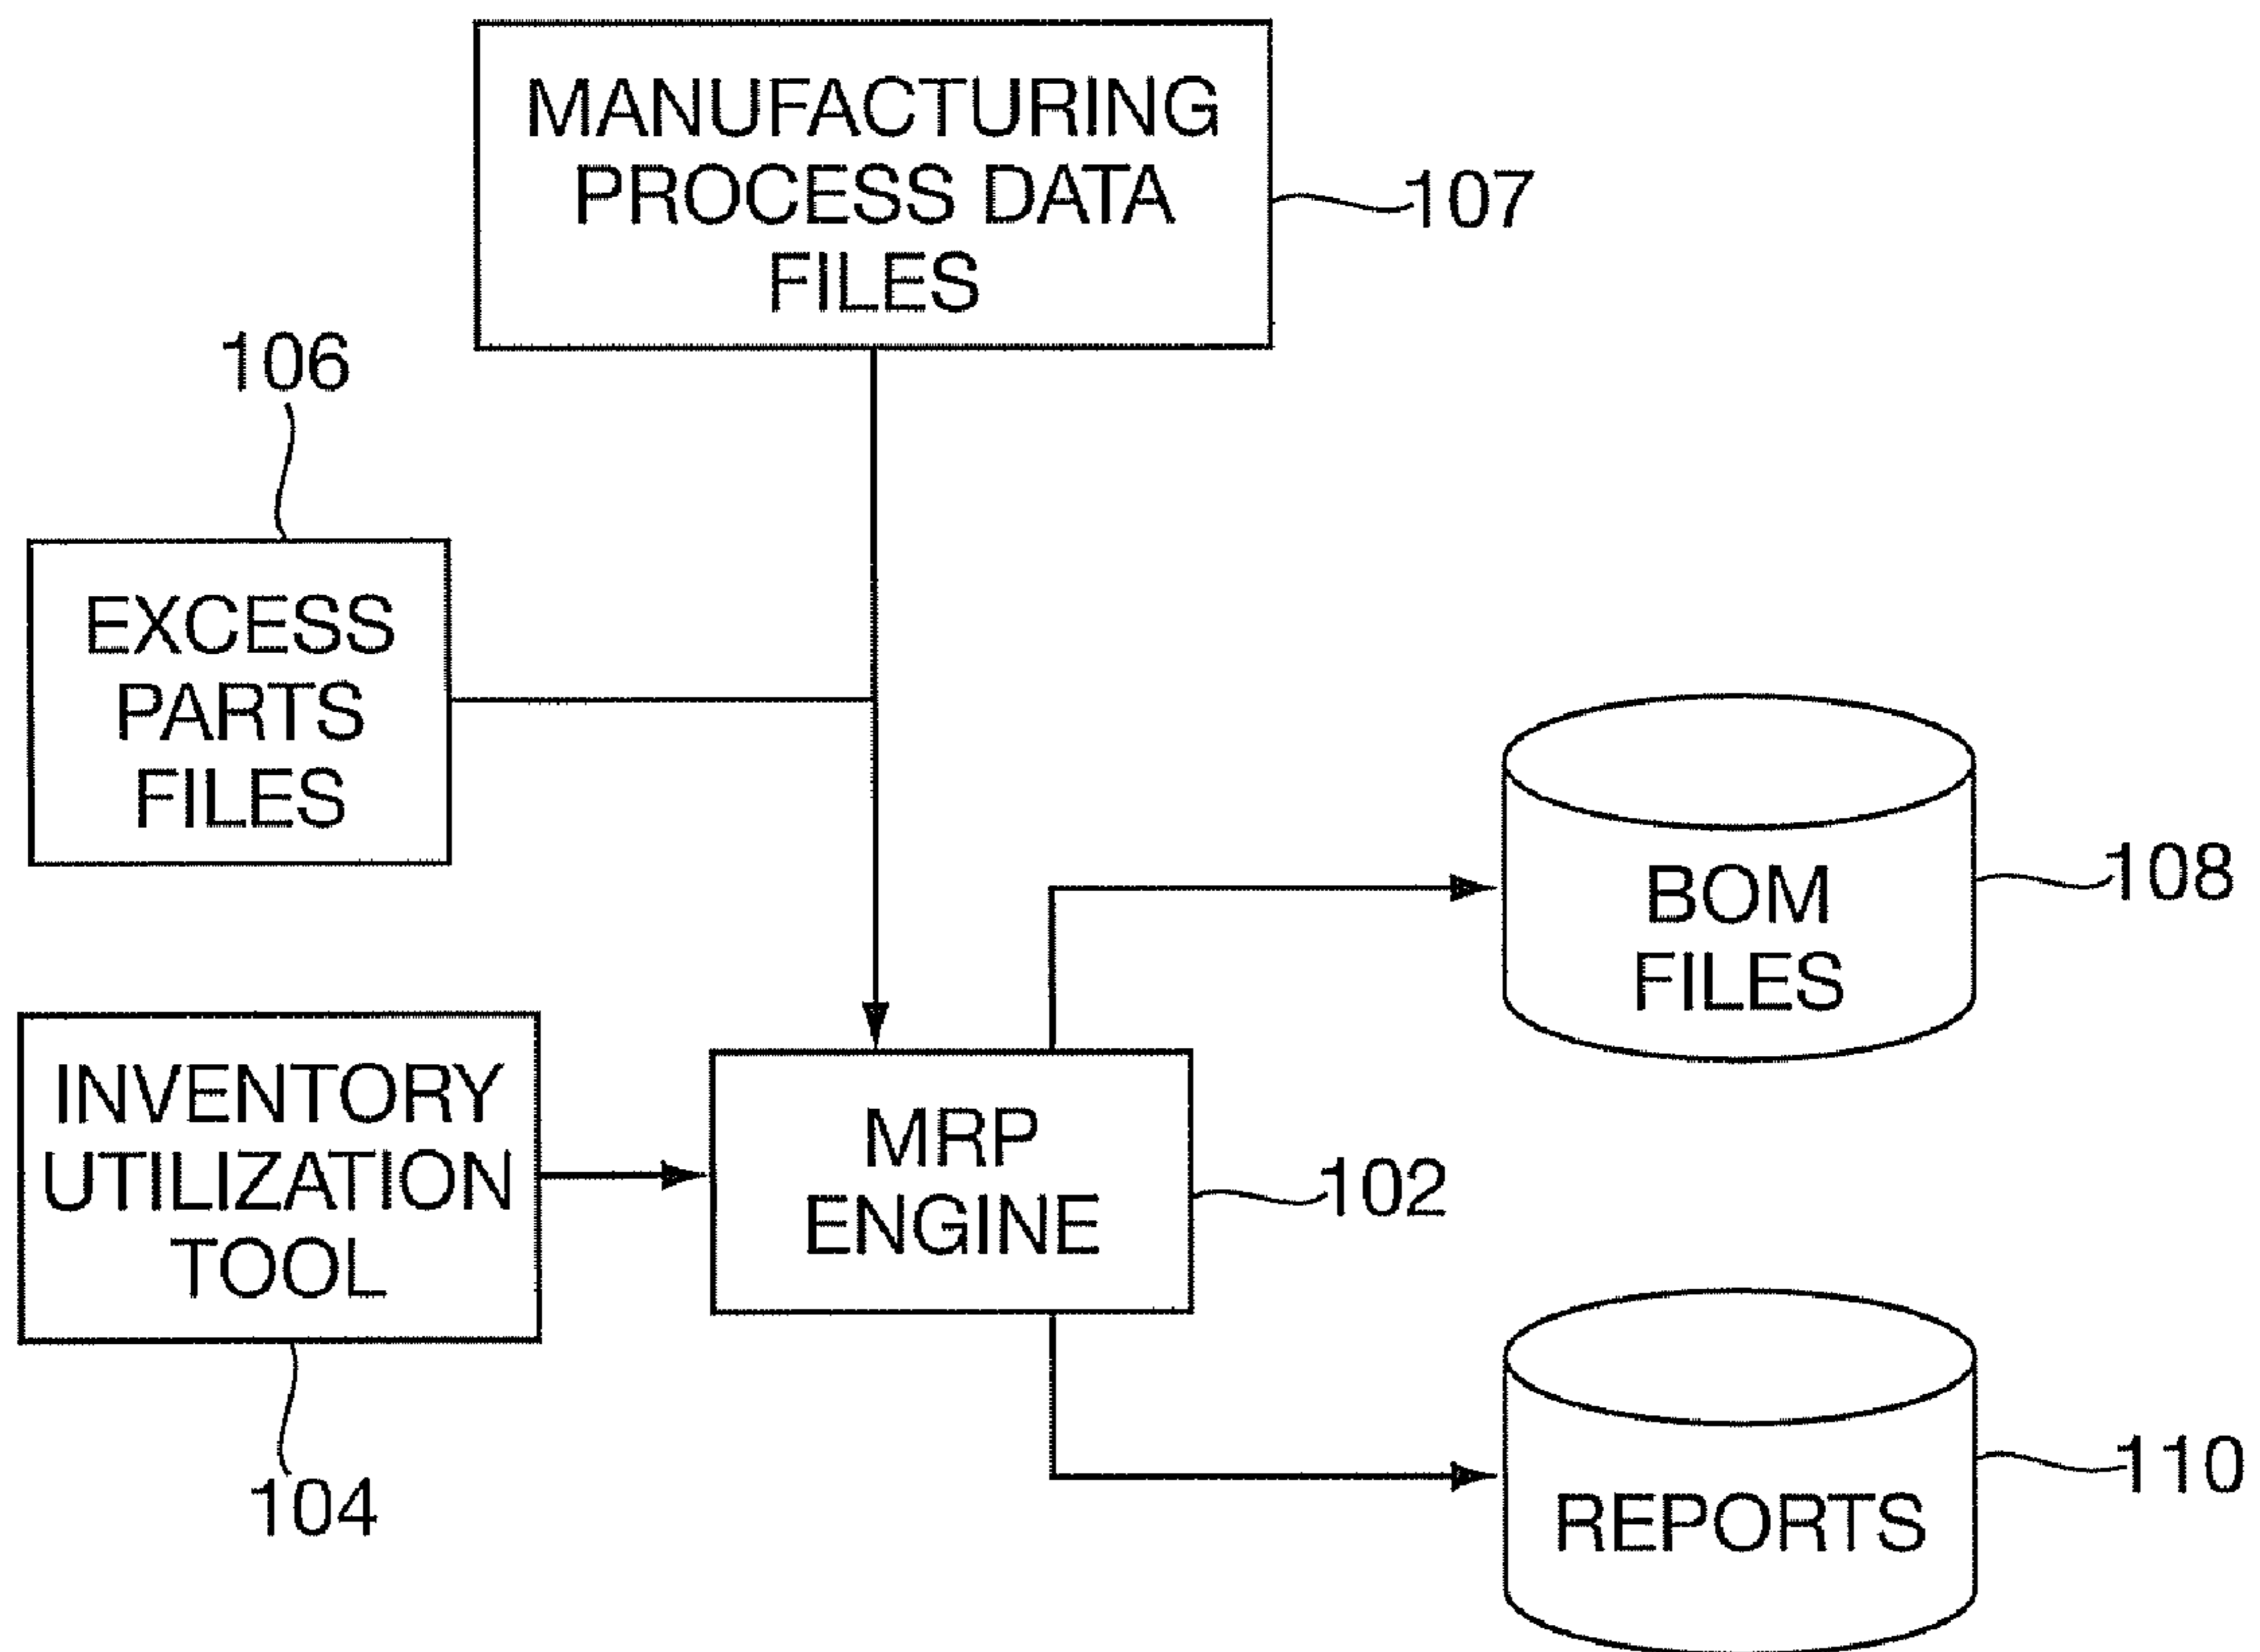 MANUFACTURING
PROCESS DATA
FILES
107
106
EXCESS
PARTS
FILES
BOM
FILES
108
INVENTORY
UTILIZATION
TOOL
104
MRP
ENGINE
102
REPORTS
110